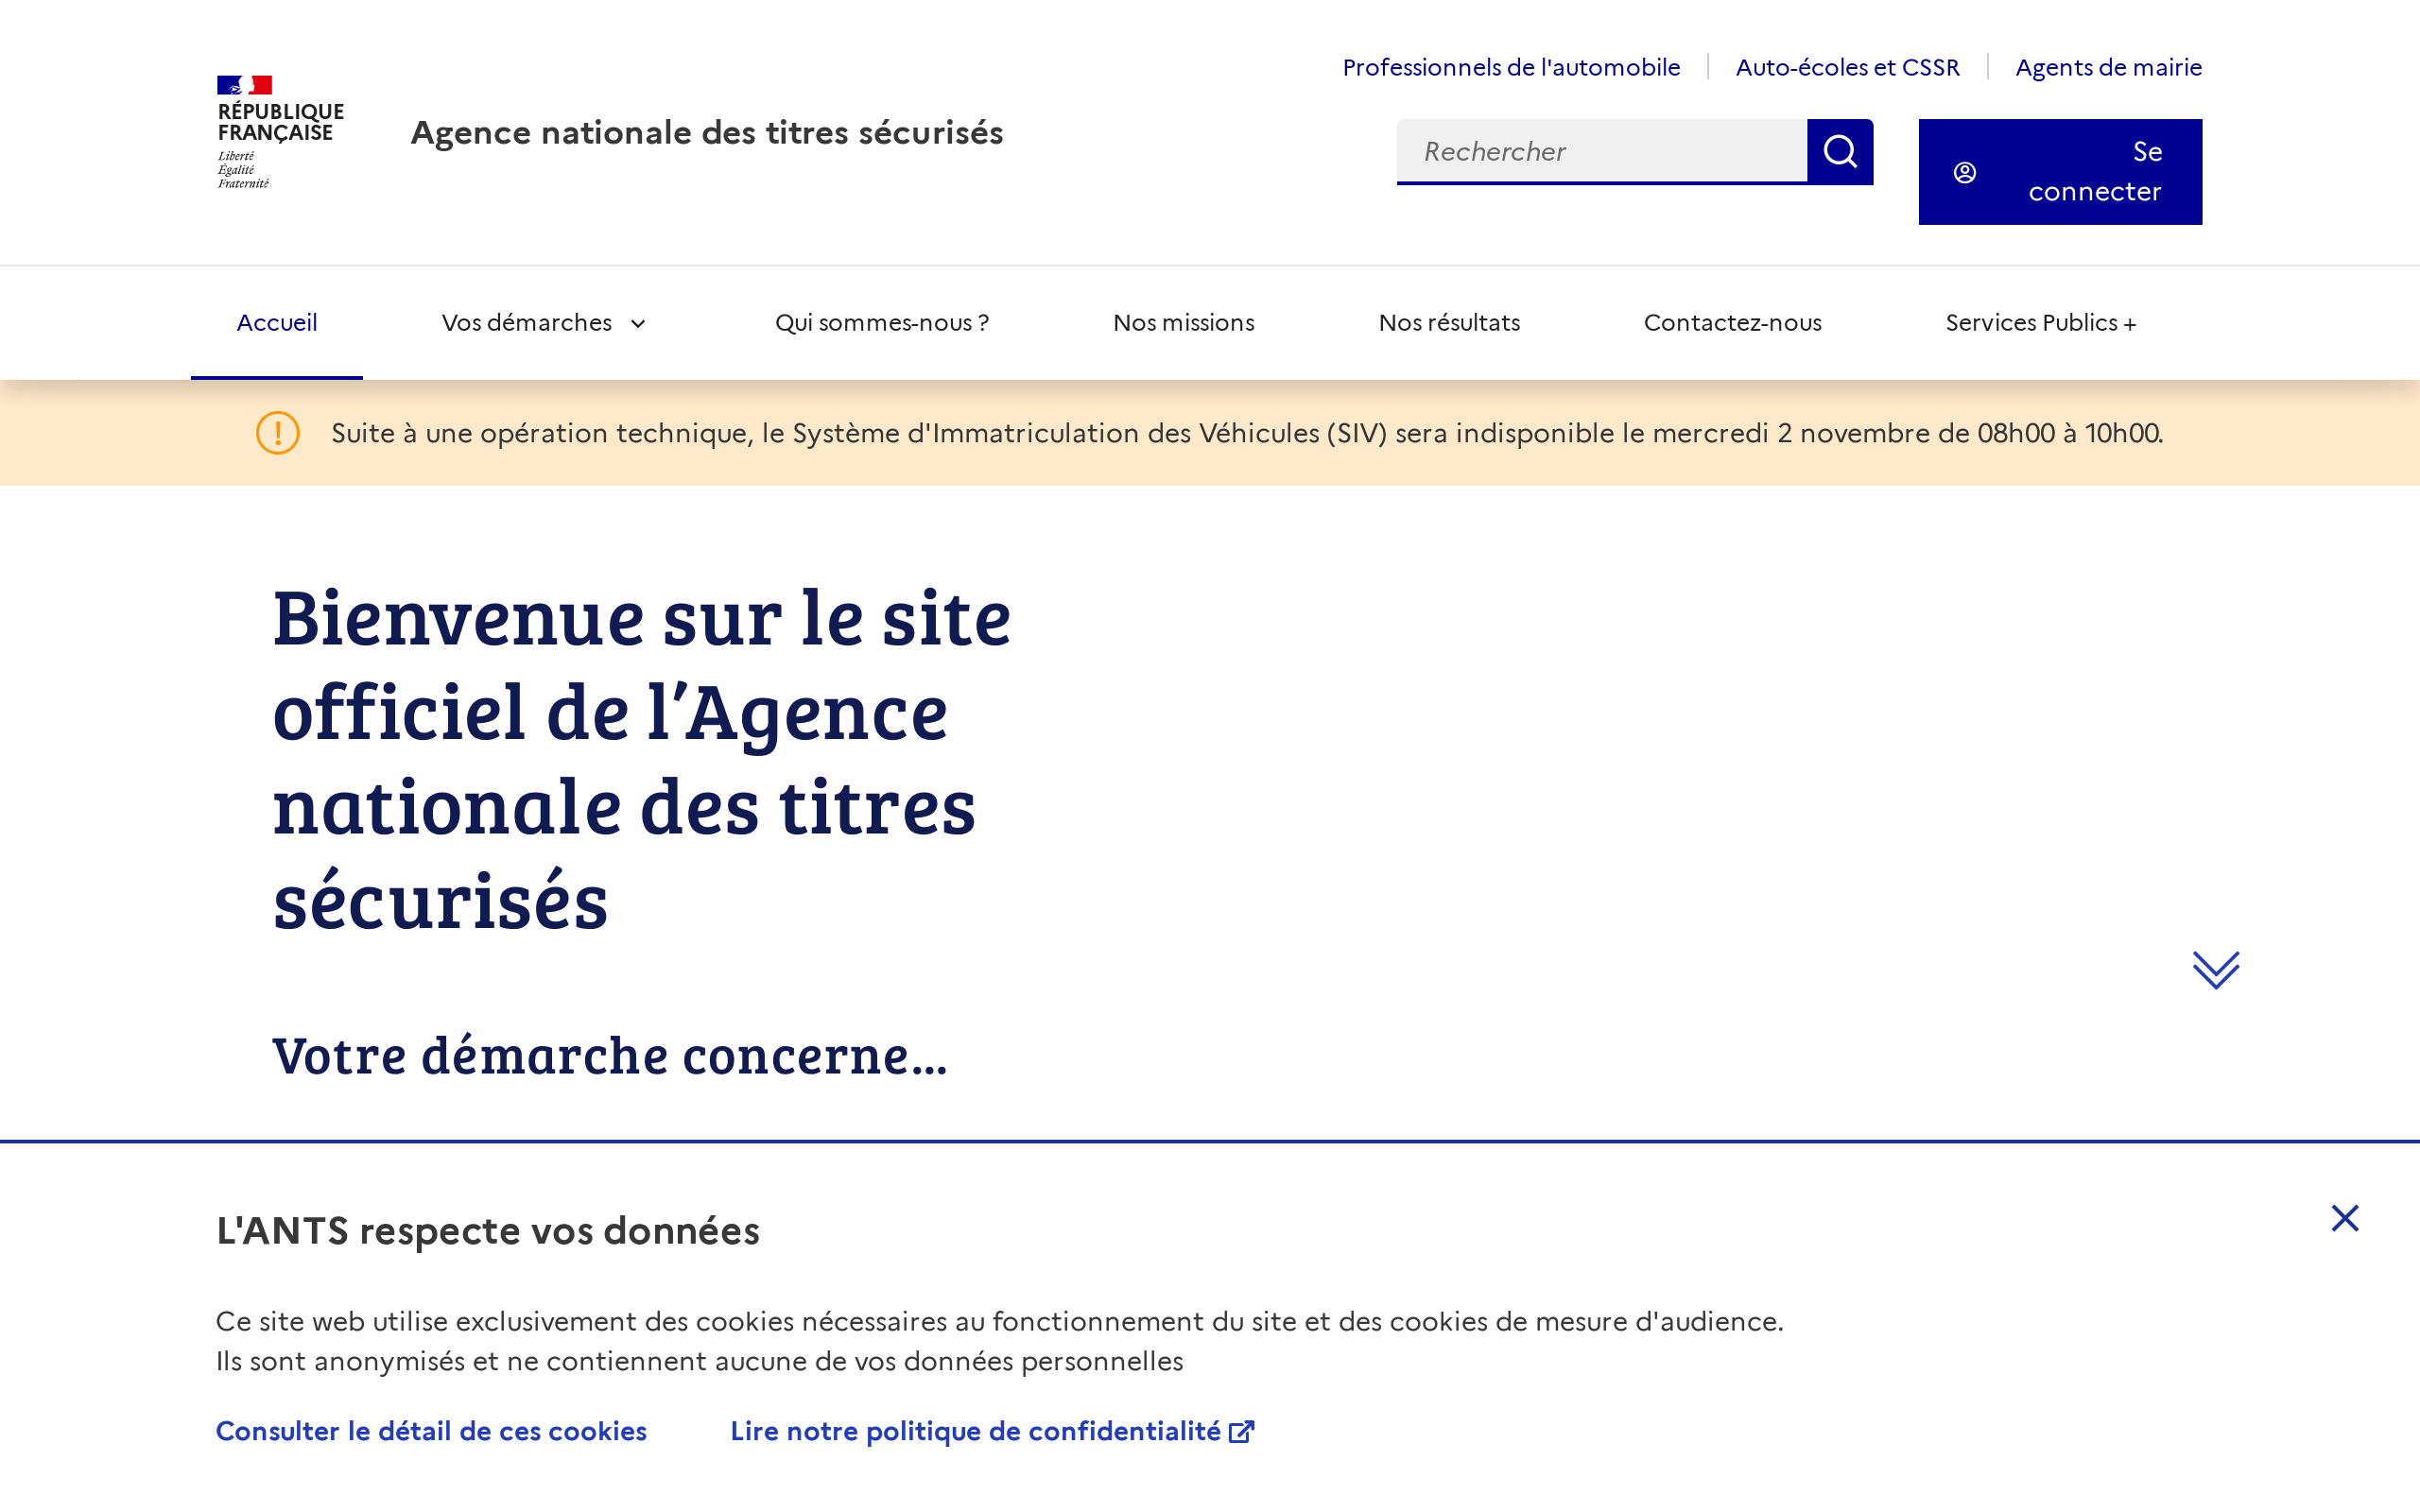 Professionnels de l'automobile
Auto-écoles et CSSR
Agents de mairie
RÉPUBLIQUE
FRANÇAISE
Liberté
Égalité
Fraternité
Agence nationale des titres sécurisés
Rechercher
Se
connecter
Accueil
Vos démarches
Qui sommes-nous ?
Nos missions
Nos résultats
Contactez-nous
Services Publics +
Suite à une opération technique, le Système d'Immatriculation des Véhicules (SIV) sera indisponible le mercredi 2 novembre de 08h00 à 10h00.
Bienvenue sur le site
officiel de l’Agence
nationale des titres
sécurisés
Votre démarche concerne...
L'ANTS respecte vos données
Ce site web utilise exclusivement des cookies nécessaires au fonctionnement du site et des cookies de mesure d'audience.
Ils sont anonymisés et ne contiennent aucune de vos données personnelles
Consulter le détail de ces cookies
Lire notre politique de confidentialité